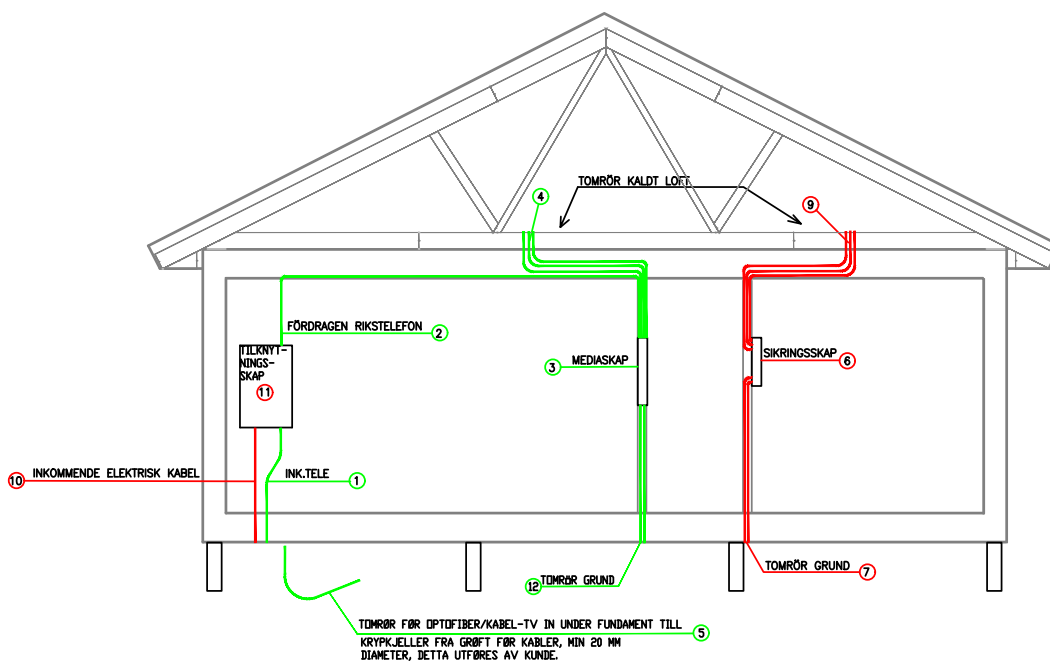 TOMRÖR KALDT LOFT
4
9
FÖRDRAGEN RIKSTELEFON 2
TILKNYT-
NINGS-
SKAP
11
3 MEDIASKAP
SIKRINGSSKAP 6
10 INKOMMENDE ELEKTRISK KABEL
INK.TELE 1
12 TOMRÖR GRUND
TOMRÖR GRUND 7
TOMRØR FØR OPTOFIBER/KABEL-TV IN UNDER FUNDAMENT TILL 5
KRYPKJELLER FRA GRØFT FØR KABLER, MIN 20 MM
DIAMETER, DETTA UTFØRES AV KUNDE.